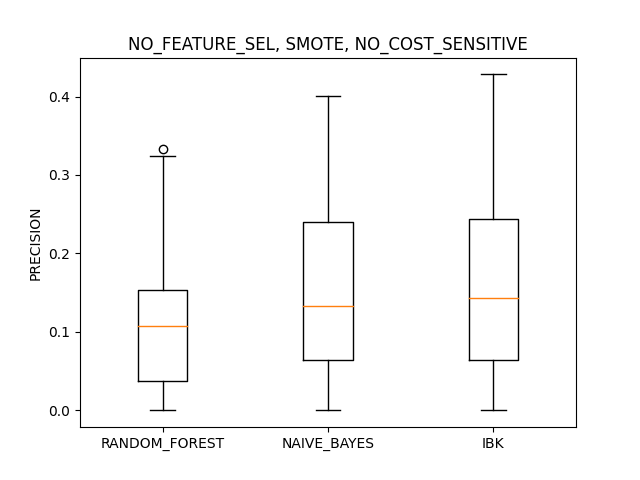 NO_FEATURE_SEL, SMOTE, NO_COST_SENSITIVE
PRECISION
0.4
0.3
0.2
0.1
0.0
RANDOM_FOREST
NAIVE_BAYES
IBK